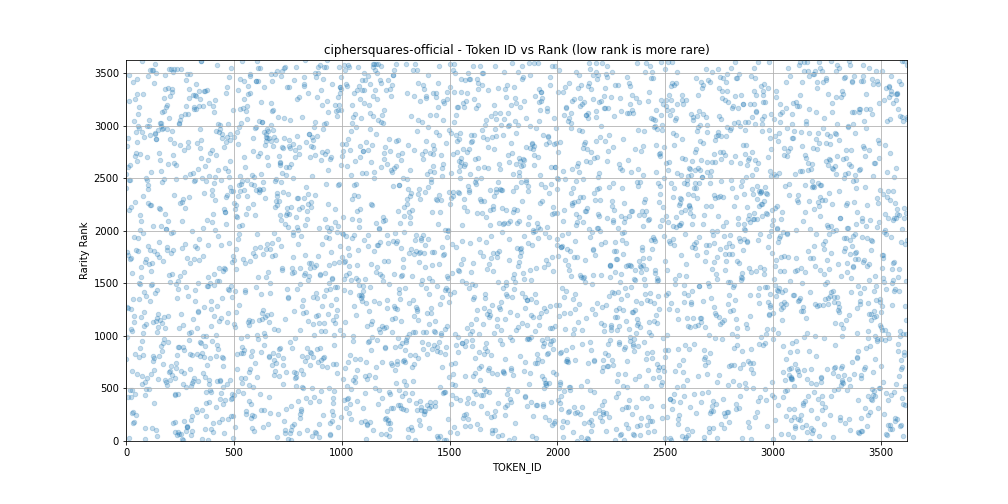 ciphersquares-official - Token ID vs Rank (low rank is more rare)
3500
3000
2500
2000
1500
1000
500
0
Rarity Rank
0 500 1000 1500 2000 2500 3000 3500
TOKEN_ID